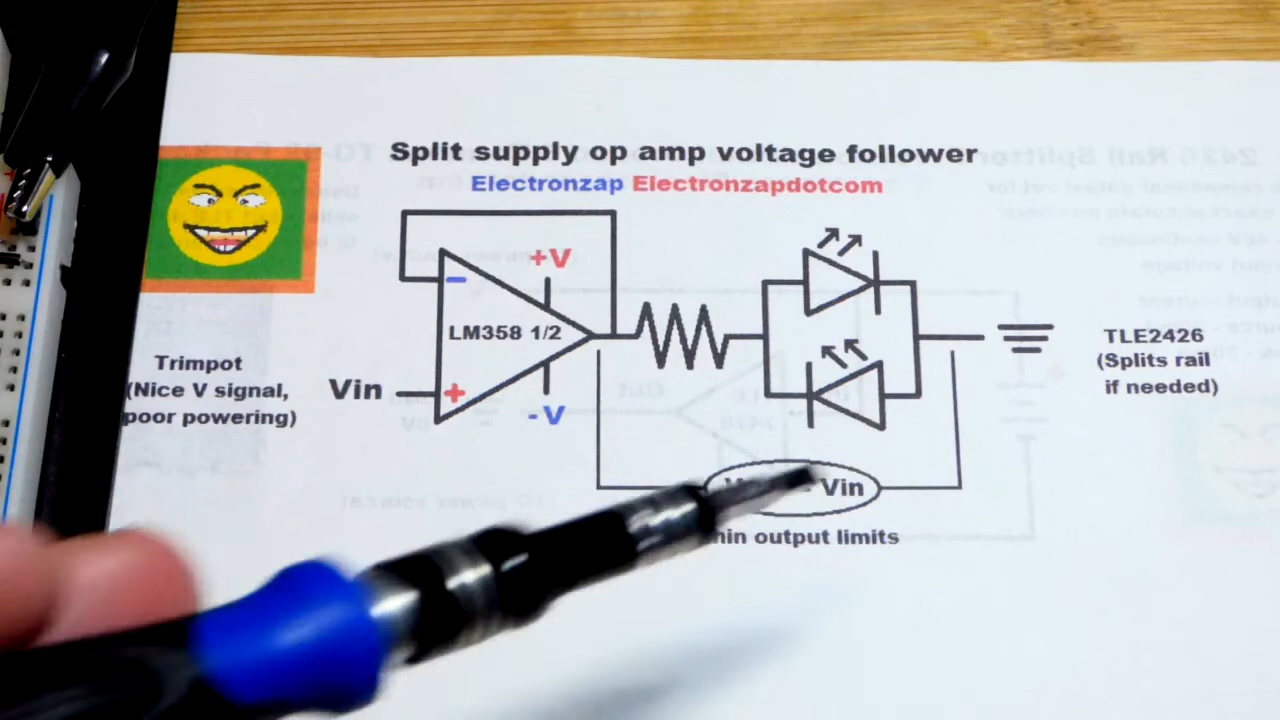 Split supply op amp voltage follower
Electronzap Electronzapdotcom
+V
−
LM358 1/2
Vin
+
- V
Trimpot
(Nice V signal,
poor powering)
TLE2426
(Splits rail
if needed)
Vin
output limits